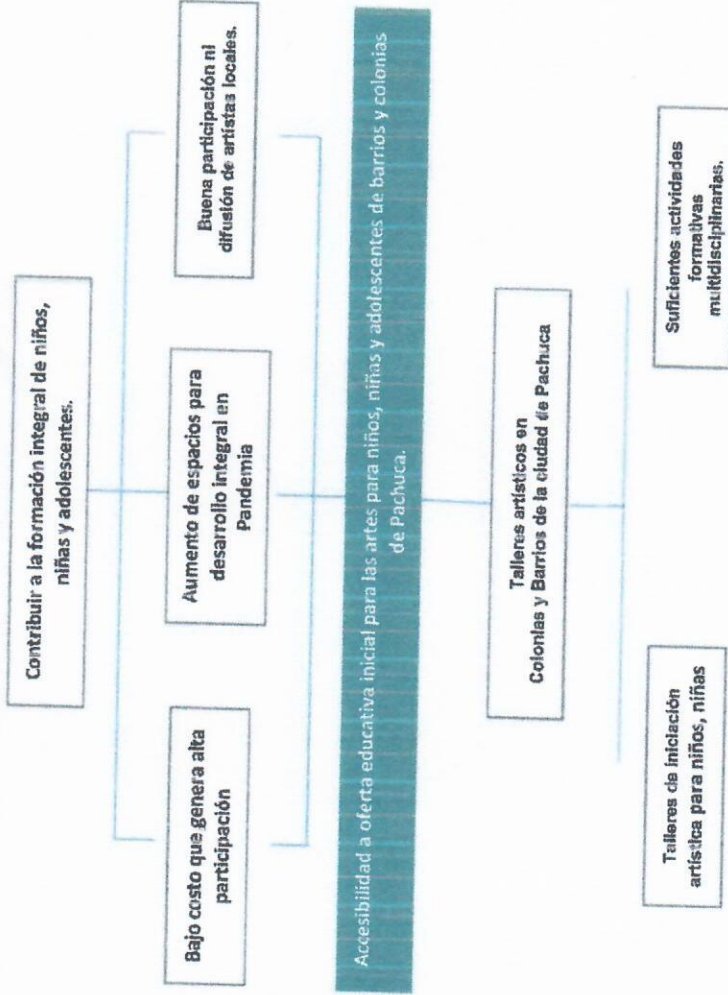 Contribuir a la formación integral de niños,
niñas y adolescentes.
Bajo costo que genera alta
participación
Aumento de espacios para
desarrollo integral en
Pandemia
Buena participación ni
difusión de artistas locales.
Accesibilidad a oferta educativa inicial para las artes para niños, niñas y adolescentes de barrios y colonias
de Pachuca.
Talleres artísticos en
Colonias y Barrios de la ciudad de Pachuca
Talleres de iniciación
artística para niños, niñas
Suficientes actividades
formativas
multidisciplinarias.